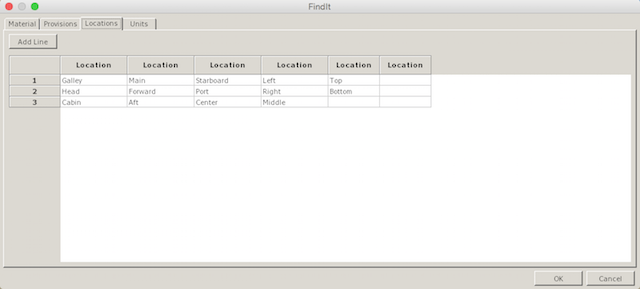 FindIt
Material Provisions Locations Units
Add Line
Location Location Location Location Location Location
1 Galley Main Starboard Left Top
2 Head Forward Port Right Bottom
3 Cabin Aft Center Middle
OK Cancel